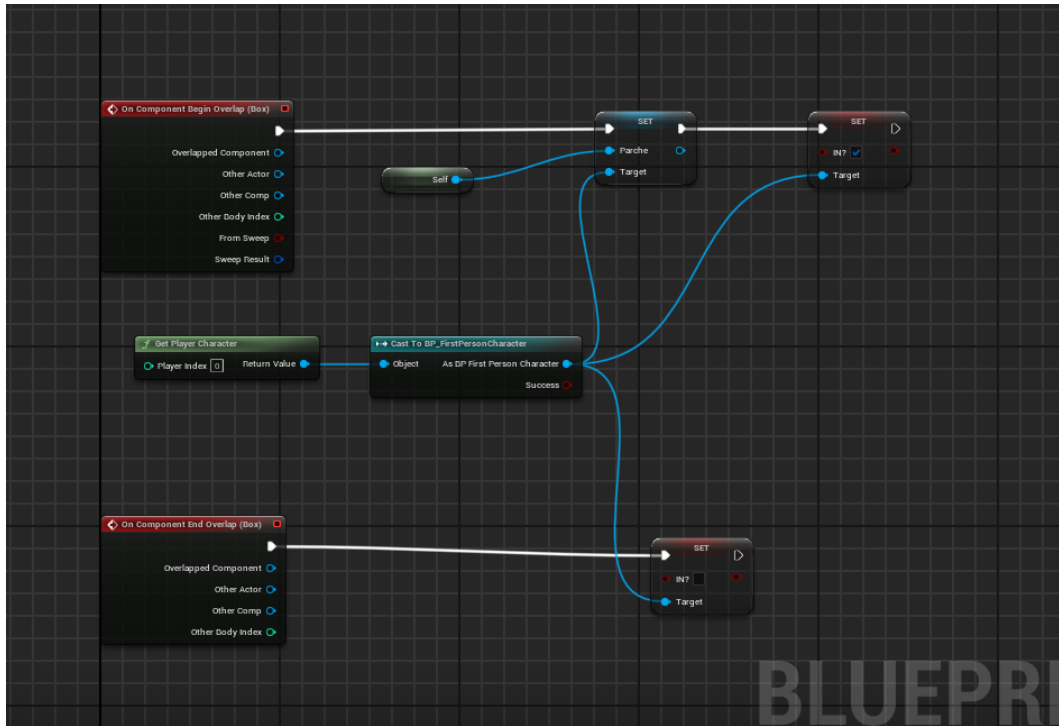 On Component Begin Overlap (Box)
Overlapped Component
Other Actor
Other Comp
Other Body Index
From Sweep
Sweep Result
Self
SET
Parche
Target
SET
IN?
Target
Get Player Character
Player Index 0 Return Value
Cast To BP_FirstPersonCharacter
Object As BP First Person Character
Success
On Component End Overlap (Box)
Overlapped Component
Other Actor
Other Comp
Other Body Index
SET
IN?
Target
BLUEPRI